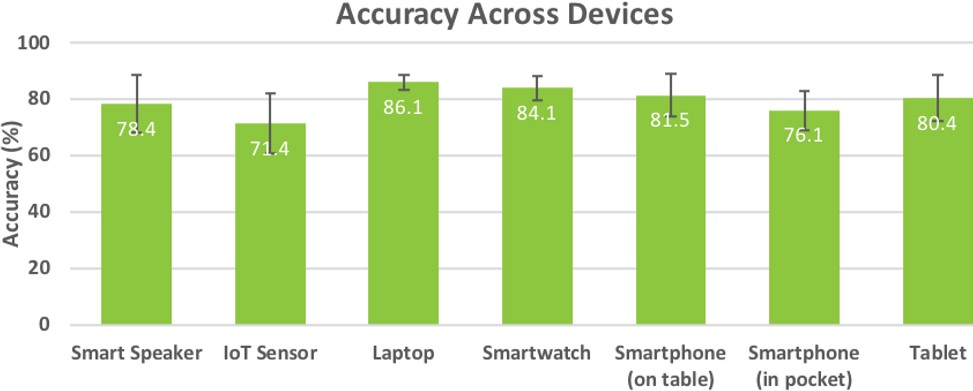 Accuracy Across Devices
Accuracy (%)
100
80
60
40
20
0
78.4
71.4
86.1
84.1
81.5
76.1
80.4
Smart Speaker
IoT Sensor
Laptop
Smartwatch
Smartphone
(on table)
Smartphone
(in pocket)
Tablet